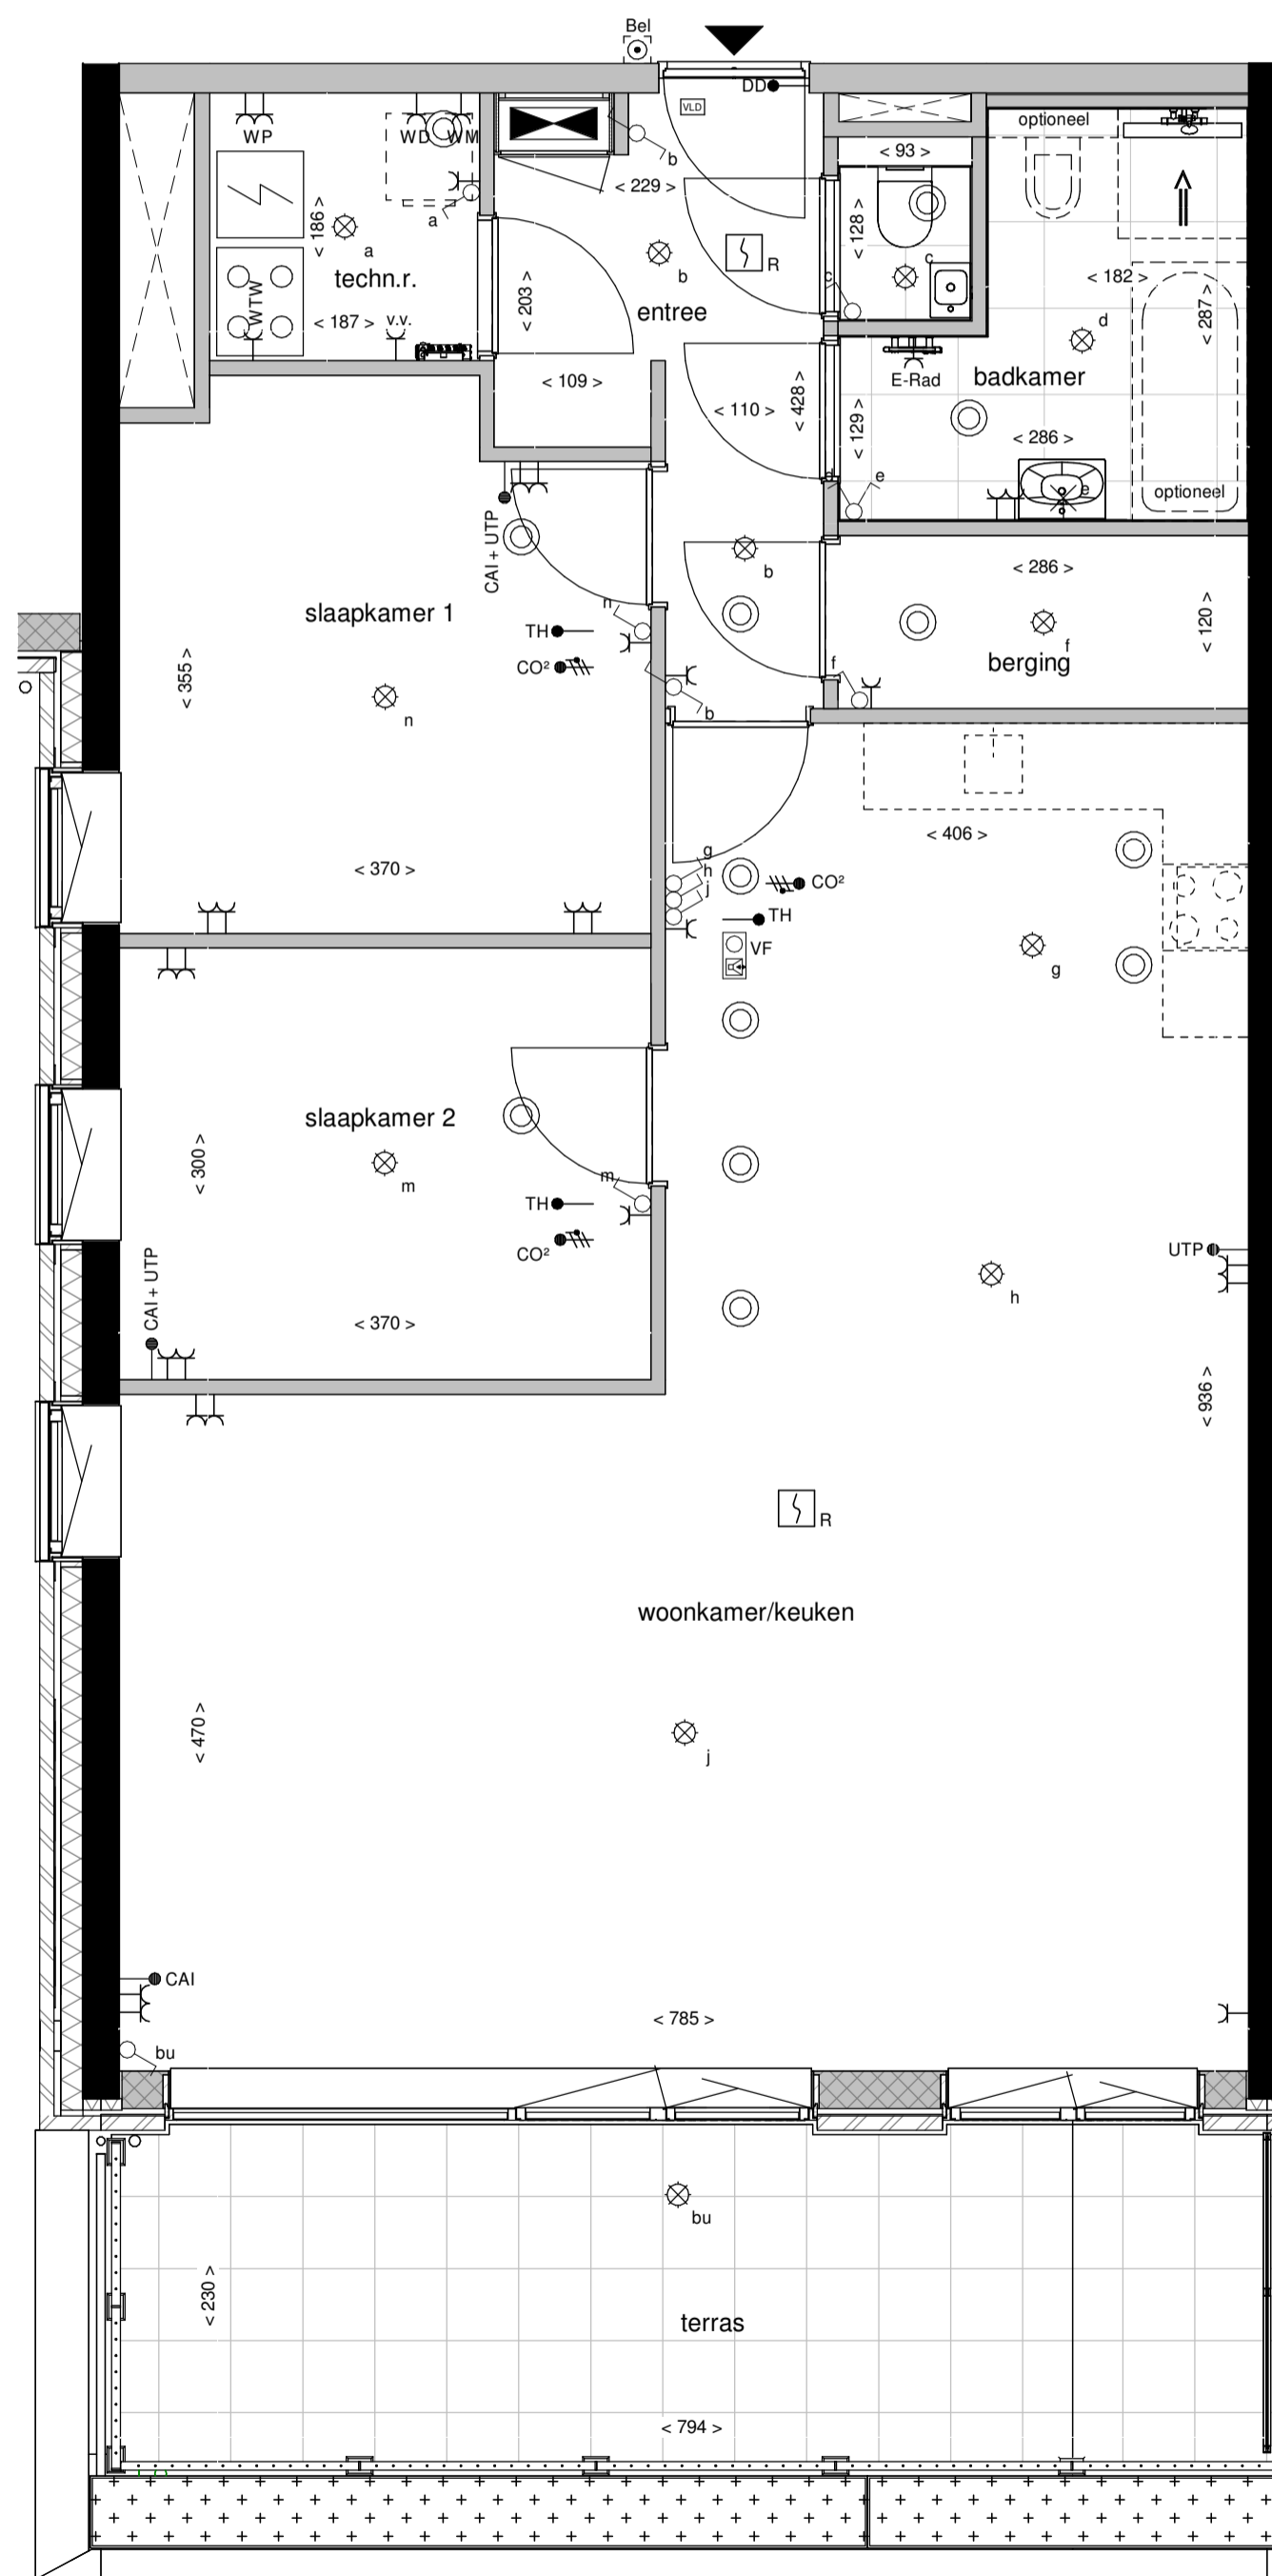 Bel
DD
VLD
WP
WD
WM
b
< 229 >
a
< 186 >
a
techn.r.
WTW
< 187 >
v.v.
< 203 >
b
R
entree
< 109 >
< 93 >
< 128 >
c
c
optioneel
< 182 >
< 287 >
d
badkamer
E-Rad
< 110 >
< 428 >
< 129 >
< 286 >
d
e
e
optioneel
CAI + UTP
slaapkamer 1
n
TH
CO²
< 355 >
n
b
b
< 286 >
< 120 >
f
berging
f
< 370 >
< 406 >
g
h
j
CO²
TH
VF
g
slaapkamer 2
< 300 >
m
m
TH
CO²
CAI + UTP
< 370 >
UTP
h
< 936 >
R
woonkamer/keuken
< 470 >
j
CAI
< 785 >
bu
bu
< 230 >
terras
< 794 >